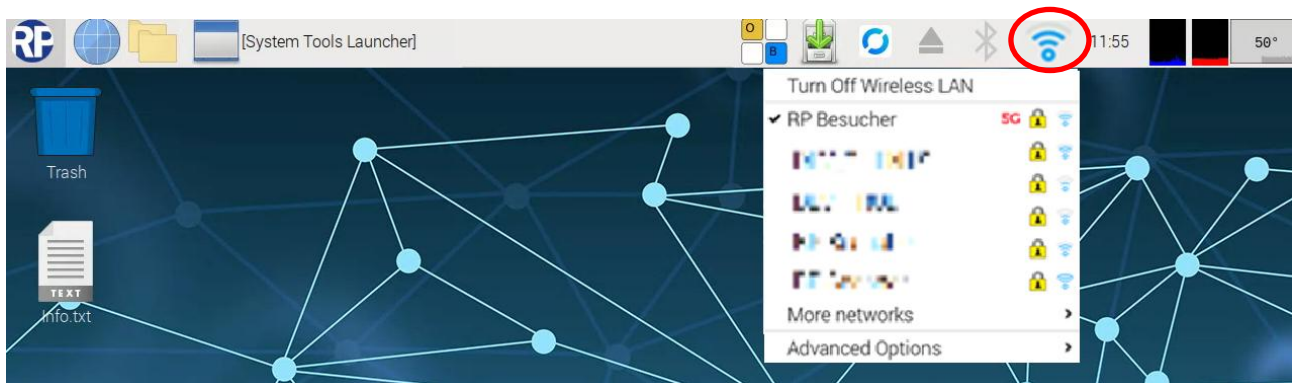 RP
[System Tools Launcher]
O
B
11:55
50°
Turn Off Wireless LAN
RP Besucher 5G
More networks
Advanced Options
Trash
TEXT
Info.txt